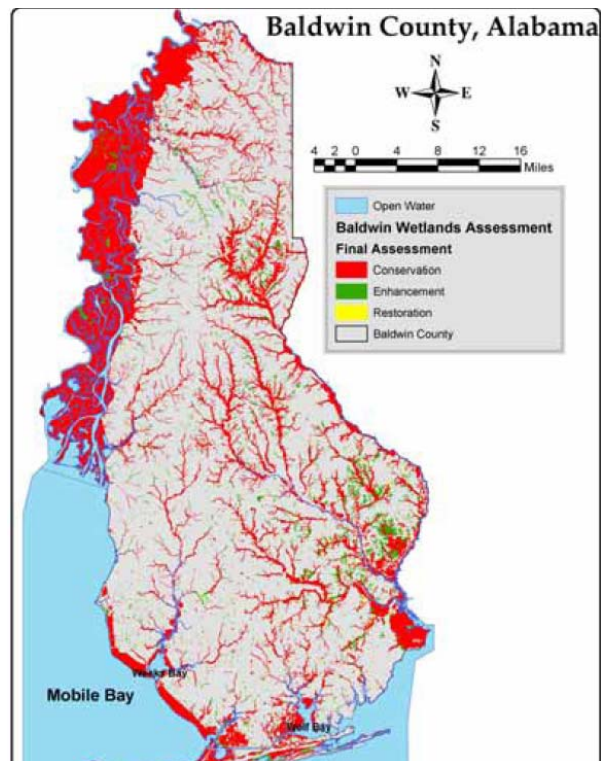 Baldwin County, Alabama
N
W E
S
4 2 0 4 8 12 16
Miles
Open Water
Baldwin Wetlands Assessment
Final Assessment
Conservation
Enhancement
Restoration
Baldwin County
Weeks Bay
Mobile Bay
Wolf Bay